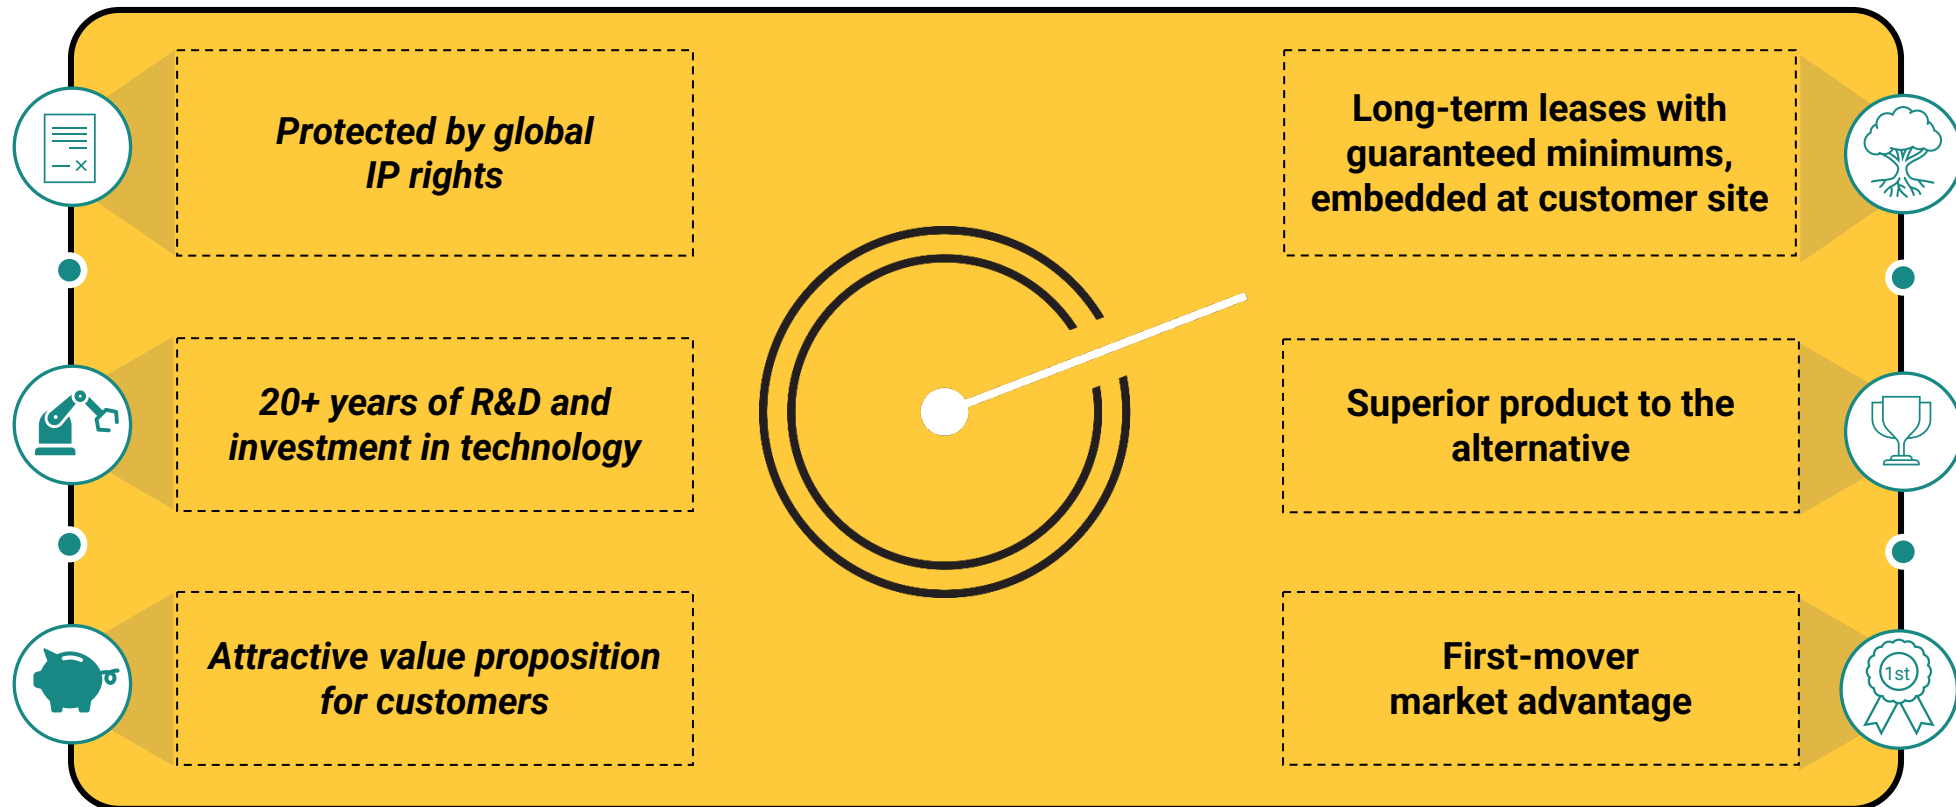 Protected by global
IP rights
20+ years of R&D and
investment in technology
Attractive value proposition
for customers
Long-term leases with
guaranteed minimums,
embedded at customer site
Superior product to the
alternative
First-mover
market advantage
1st